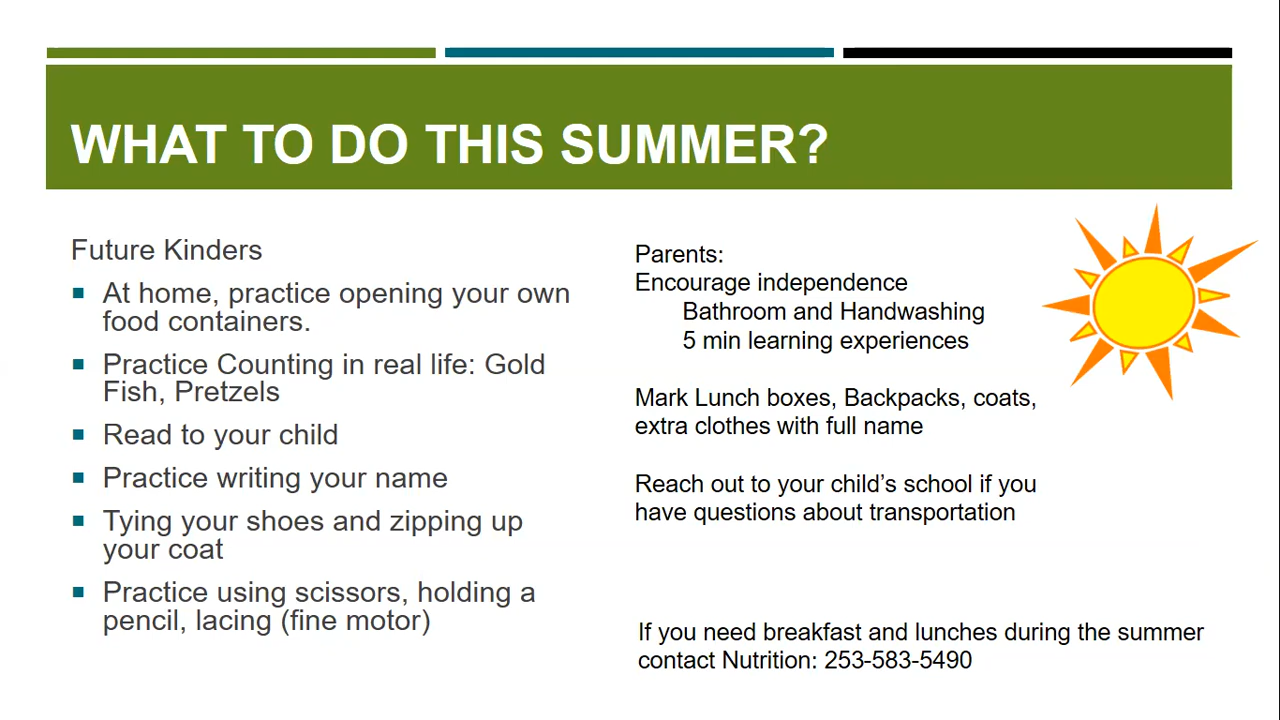 WHAT TO DO THIS SUMMER?
Future Kinders
At home, practice opening your own
food containers.
Practice Counting in real life: Gold
Fish, Pretzels
Read to your child
Practice writing your name
Tying your shoes and zipping up
your coat
Practice using scissors, holding a
pencil, lacing (fine motor)
Parents:
Encourage independence
Bathroom and Handwashing
5 min learning experiences
Mark Lunch boxes, Backpacks, coats,
extra clothes with full name
Reach out to your child’s school if you
have questions about transportation
If you need breakfast and lunches during the summer
contact Nutrition: 253-583-5490